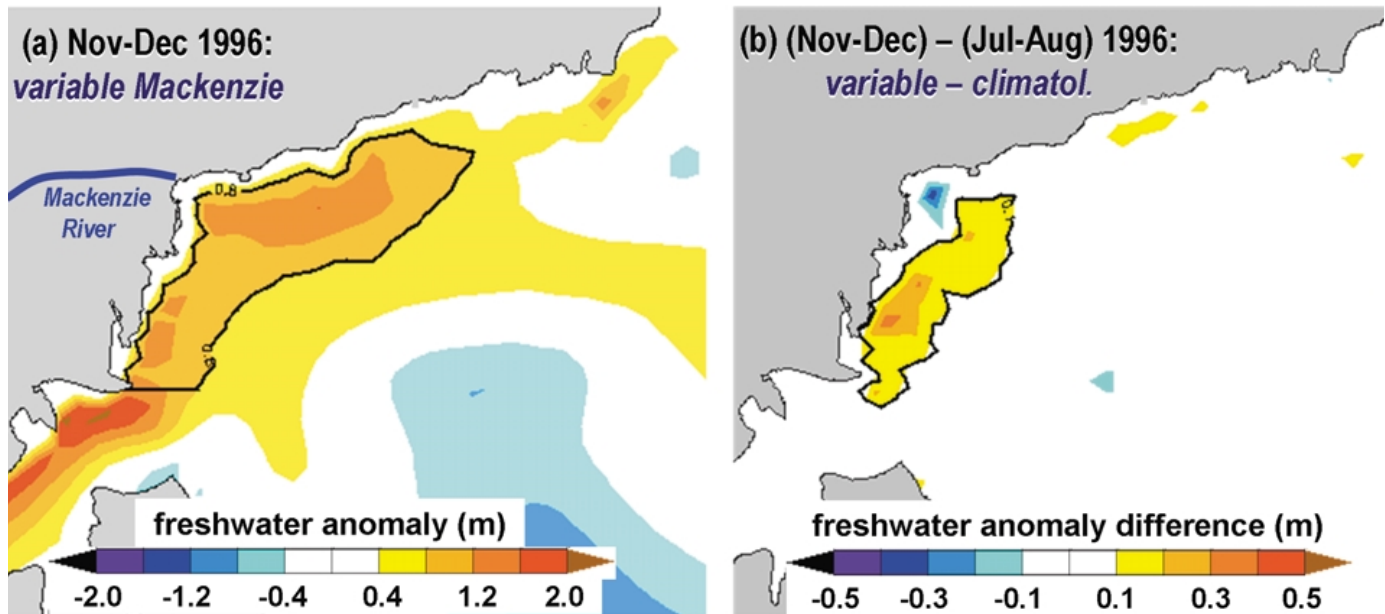 (a) Nov-Dec 1996:
variable Mackenzie
Mackenzie
River
0.8
freshwater anomaly (m)
-2.0 -1.2 -0.4 0.4 1.2 2.0
(b) (Nov-Dec) – (Jul-Aug) 1996:
variable – climatol.
freshwater anomaly difference (m)
-0.5 -0.3 -0.1 0.1 0.3 0.5